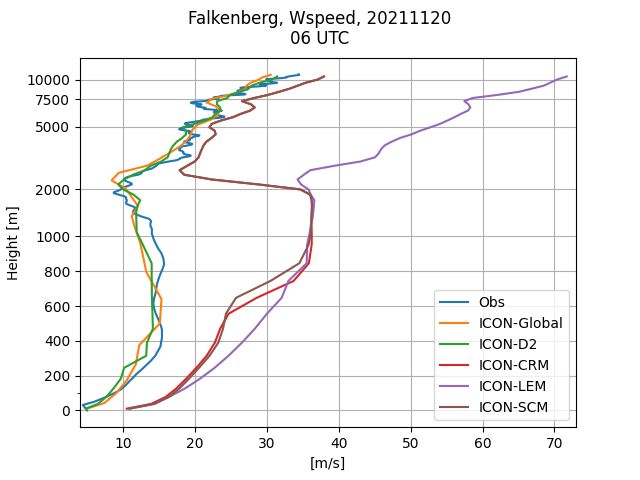 Falkenberg, Wspeed, 20211120
06 UTC
10000
7500
5000
2000
1000
800
600
400
200
0
Height [m]
10
20
30
40
50
60
70
[m/s]
Obs
ICON-Global
ICON-D2
ICON-CRM
ICON-LEM
ICON-SCM